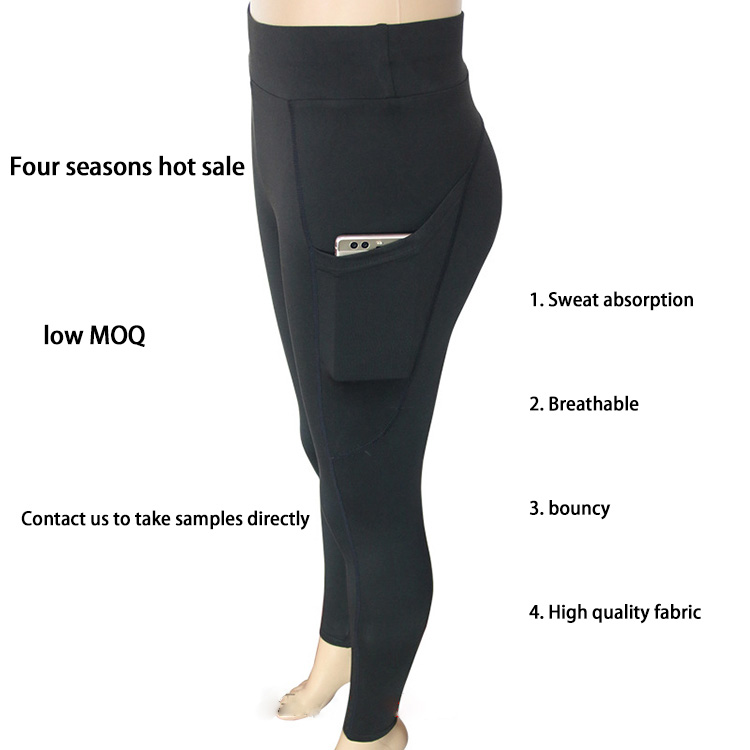 Four seasons hot sale
low MOQ
Contact us to take samples directly
1. Sweat absorption
2. Breathable
3. bouncy
4. High quality fabric